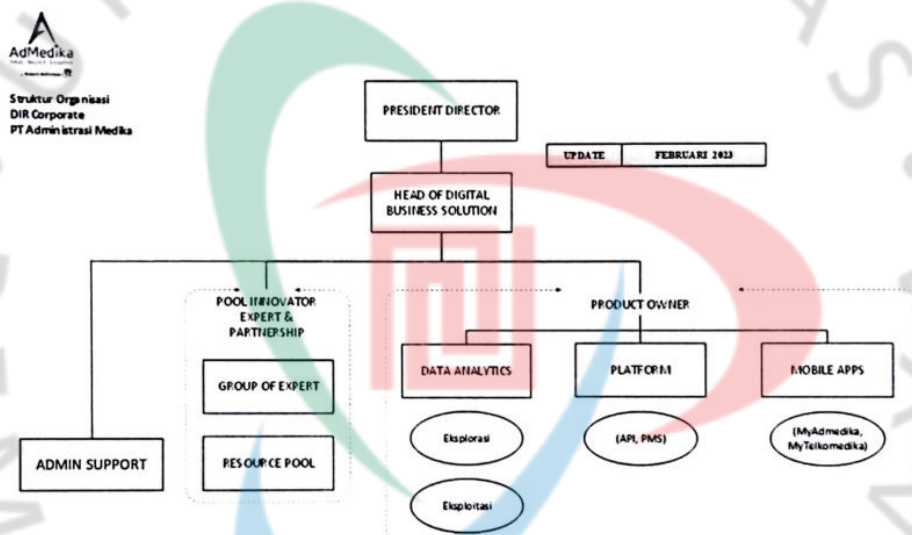 AdMedika
Struktur Organisasi
DIR Corporate
PT Administrasi Medika
PRESIDENT DIRECTOR
UPDATE FEBRUARI 2023
HEAD OF DIGITAL
BUSINESS SOLUTION
POOL INNOVATOR
EXPERT &
PARTNERSHIP
PRODUCT OWNER
GROUP OF EXPERT
DATA ANALYTICS
PLATFORM
MOBILE APPS
ADMIN SUPPORT
RESOURCE POOL
Eksplorasi
(API, PMS)
(MyAdmedika,
MyTelkomedika)
Eksploitasi